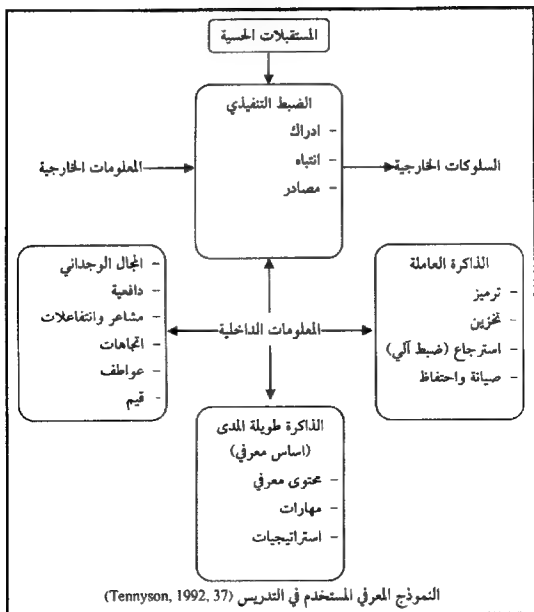 المستقبلات الحسية
الضبط التنفيذي
- ادراك
- انتباه
- مصادر
المعلومات الخارجية
السلوكات الخارجية
الذاكرة العاملة
- ترميز
- تخزين
- استرجاع (ضبط آلي)
- صيانة واحتفاظ
المعلومات الداخلية
- المجال الوجداني
- دافعية
- مشاعر وانتفاعلات
- اتجاهات
- عواطف
- قيم
الذاكرة طويلة المدى
(اساس معرفي)
- محتوى معرفي
- مهارات
- استراتيجيات
النموذج المعرفي المستخدم في التدريس (Tennyson, 1992, 37)